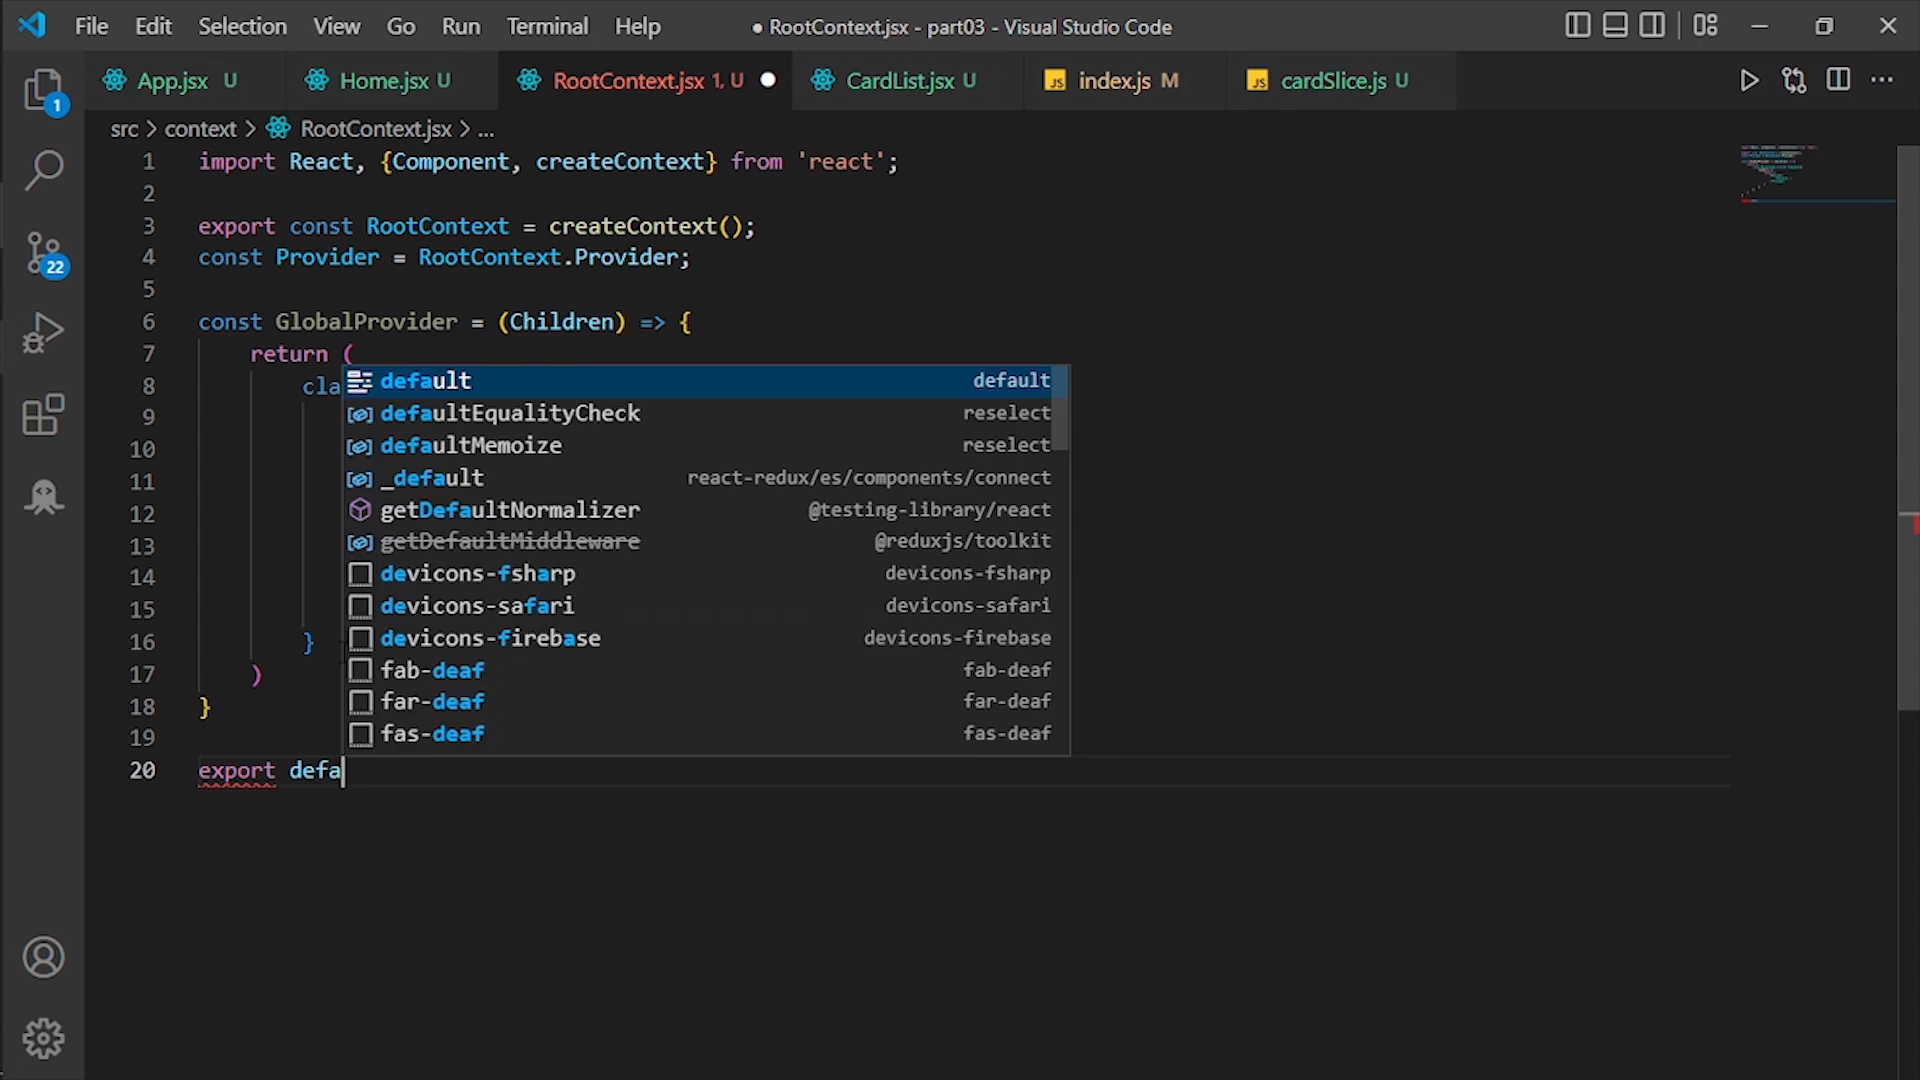 File Edit Selection View Go Run Terminal Help ● RootContext.jsx - part03 - Visual Studio Code
App.jsx U Home.jsx U RootContext.jsx 1, U CardList.jsx U JS index.js M JS cardSlice.js U
1
src > context > RootContext.jsx > ...
1 import React, {Component, createContext} from 'react';
2
3 export const RootContext = createContext();
22
4 const Provider = RootContext.Provider;
5
6 const GlobalProvider = (Children) => {
7 return (
8 cla default default
9 defaultEqualityCheck reselect
10 defaultMemoize reselect
11 _default react-redux/es/components/connect
12 getDefaultNormalizer @testing-library/react
13 getDefaultMiddleware @reduxjs/toolkit
14 devicons-fsharp devicons-fsharp
15 devicons-safari devicons-safari
16 } devicons-firebase devicons-firebase
17 ) fab-deaf fab-deaf
18 } far-deaf far-deaf
19 fas-deaf fas-deaf
20 export defa